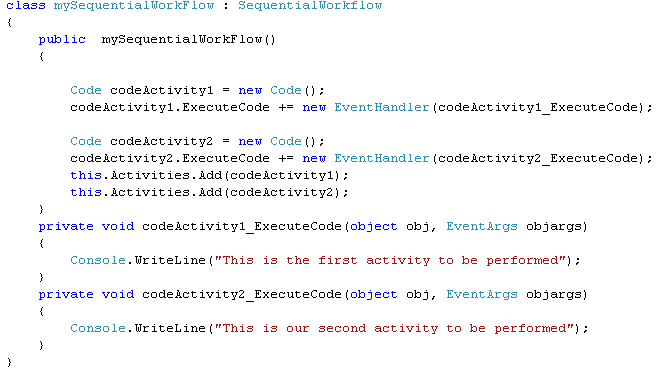 class mySequentialWorkFlow : SequentialWorkflow
{
    public  mySequentialWorkFlow()
    {

        Code codeActivity1 = new Code();
        codeActivity1.ExecuteCode += new EventHandler(codeActivity1_ExecuteCode);

        Code codeActivity2 = new Code();
        codeActivity2.ExecuteCode += new EventHandler(codeActivity2_ExecuteCode);
        this.Activities.Add(codeActivity1);
        this.Activities.Add(codeActivity2);
    }
    private void codeActivity1_ExecuteCode(object obj, EventArgs objargs)
    {
        Console.WriteLine("This is the first activity to be performed");
    }
    private void codeActivity2_ExecuteCode(object obj, EventArgs objargs)
    {
        Console.WriteLine("This is our second activity to be performed");
    }
}